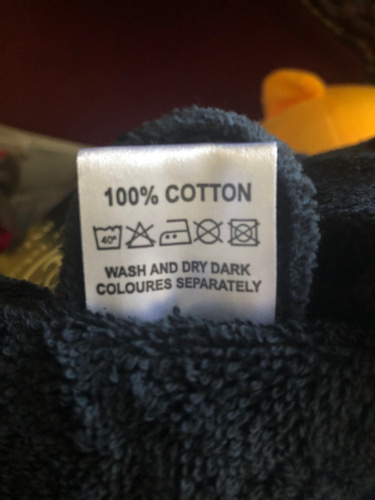 100% COTTON
40°
WASH AND DRY DARK
COLOURES SEPARATELY